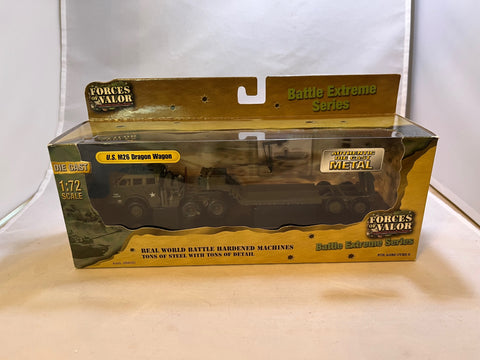 FORCES
OF VALOR
Battle Extreme
Series
U.S. M26 Dragon Wagon
AUTHENTIC
DIE CAST
METAL
DIE CAST
1:72
SCALE
FORCES
OF VALOR
Battle Extreme Series
REAL WORLD BATTLE HARDENED MACHINES
TONS OF STEEL WITH TONS OF DETAIL